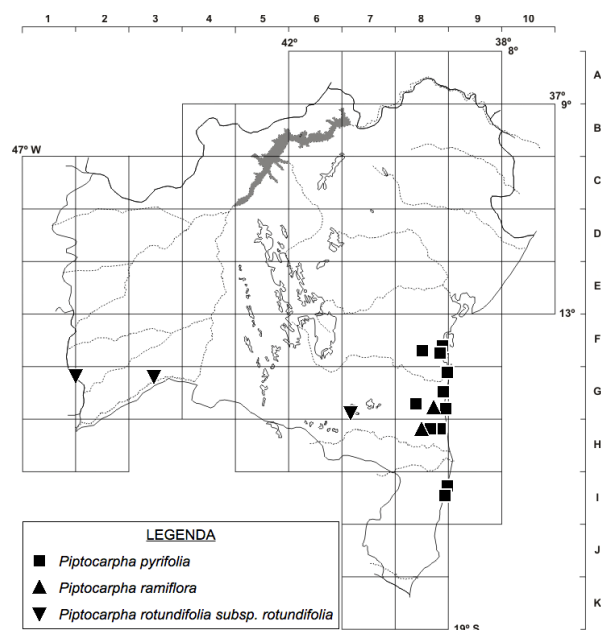 1 2 3 4 5 6 7 8 9 10
42º 38º
8º
A
37º
9º
B
47º W
C
D
E
13º
F
G
H
I
J
K
19º S
LEGENDA
Piptocarpha pyrifolia
Piptocarpha ramiflora
Piptocarpha rotundifolia subsp. rotundifolia